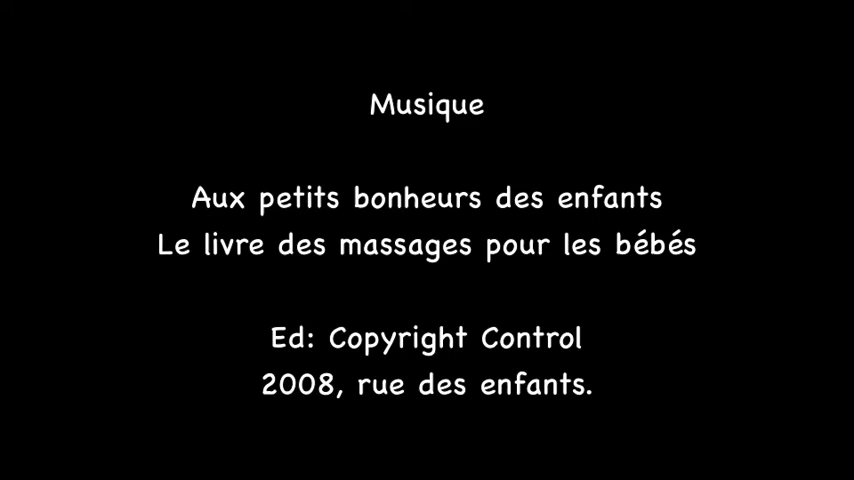 Musique
Aux petits bonheurs des enfants
Le livre des massages pour les bébés
Ed: Copyright Control
2008, rue des enfants.